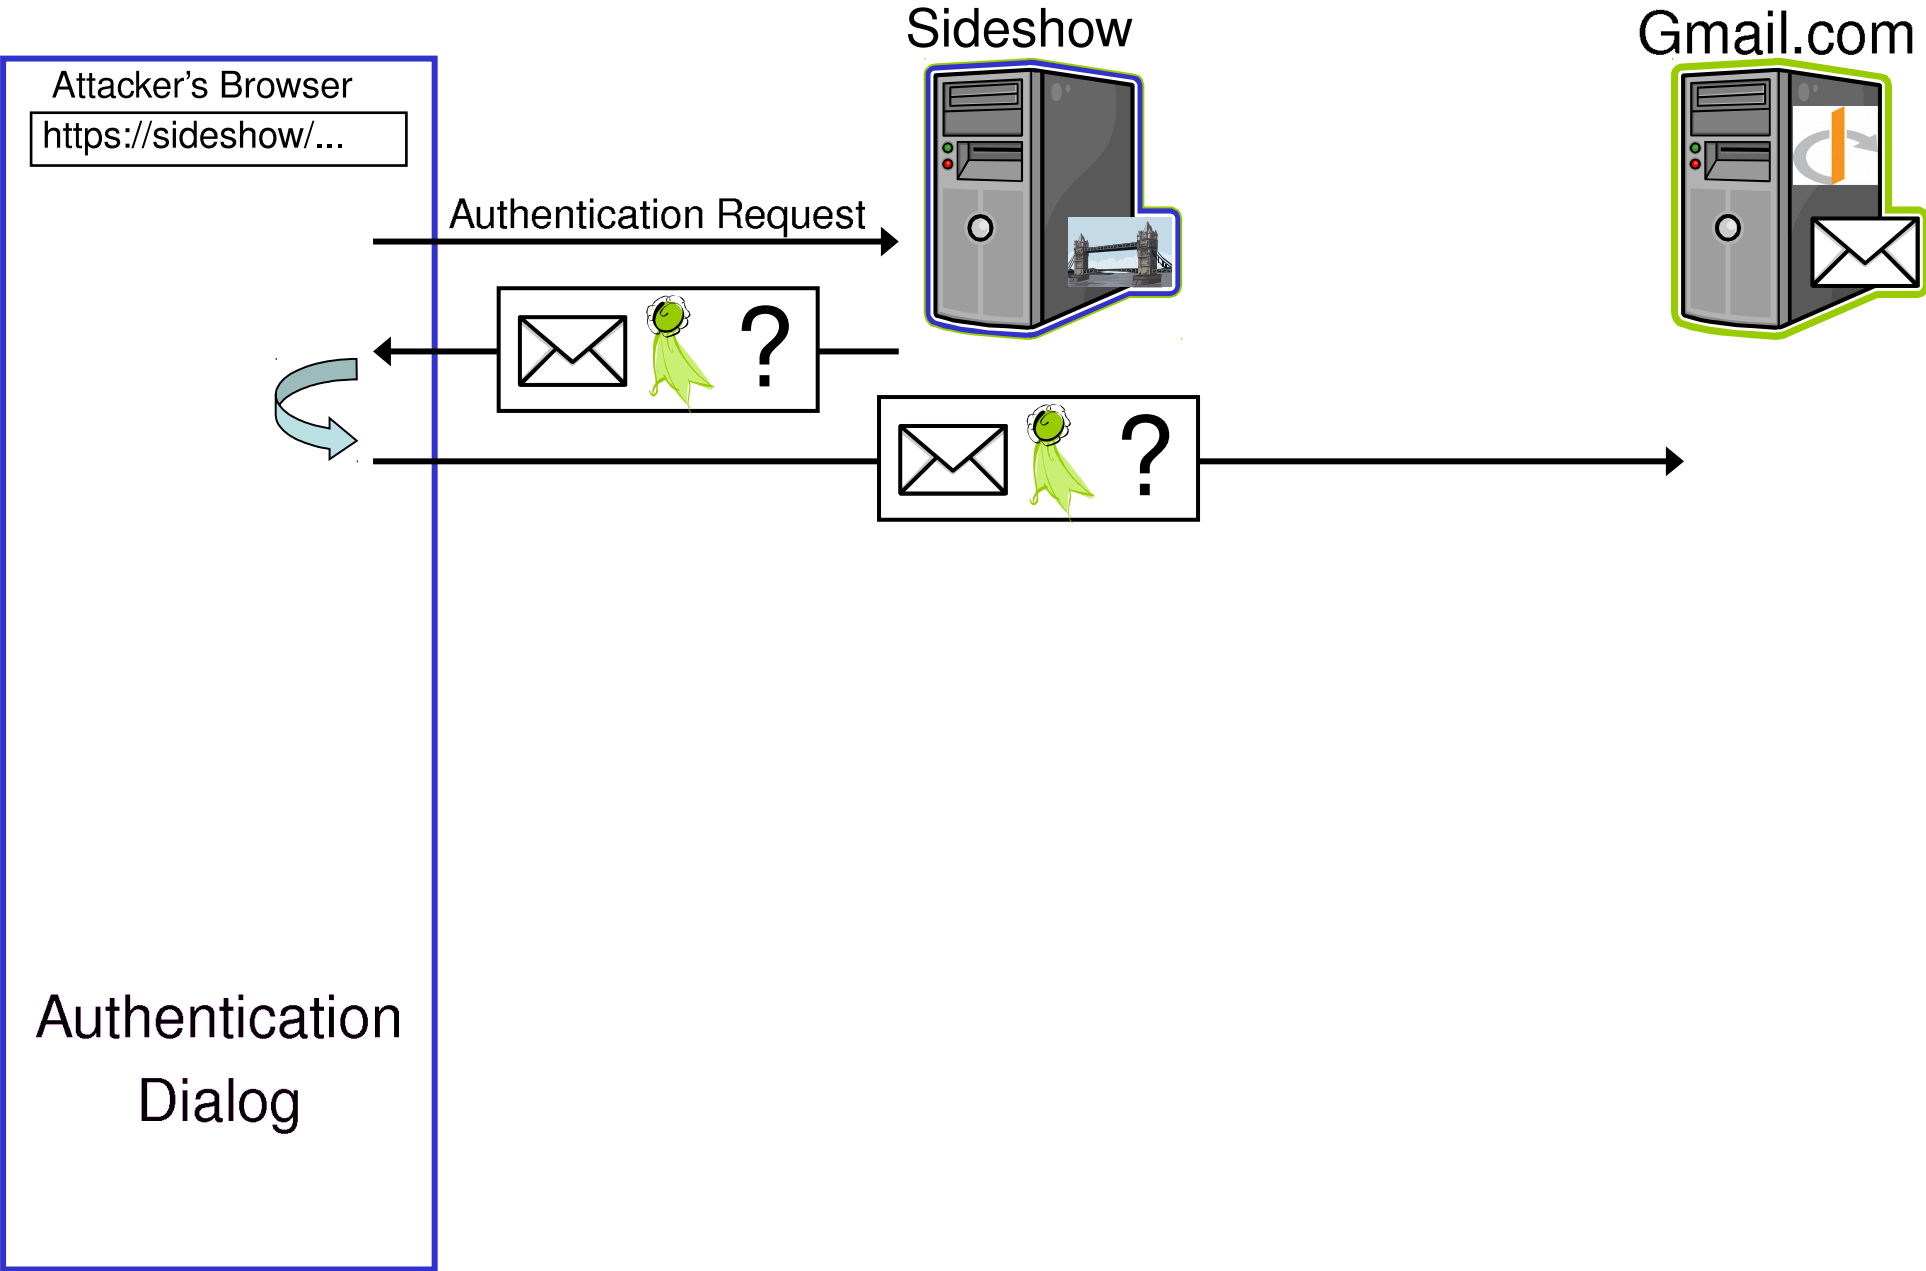 Sideshow
Gmail.com
Attacker’s Browser
https://sideshow/...
Authentication Request
?
?
Authentication
Dialog